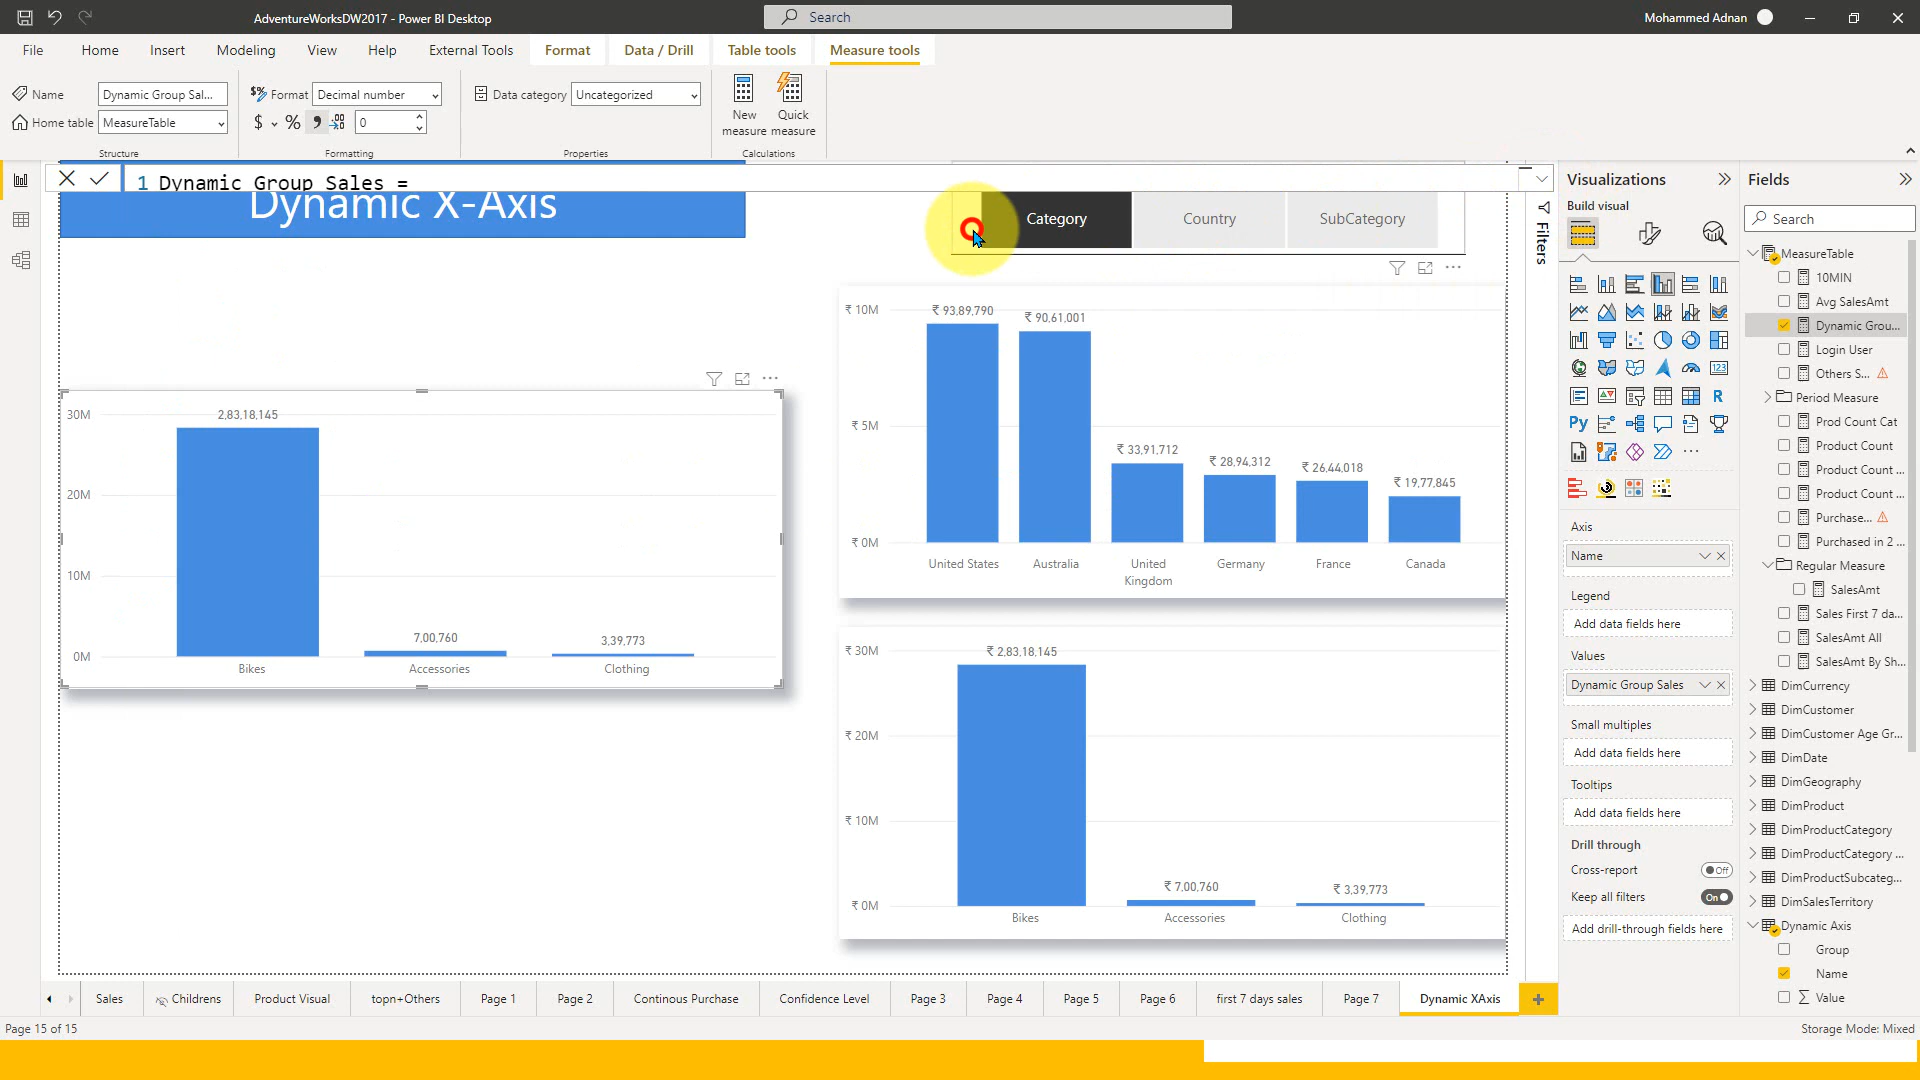 AdventureWorksDW2017 - Power BI Desktop
Search
Mohammed Adnan
File Home Insert Modeling View Help External Tools Format Data / Drill Table tools Measure tools
Name Dynamic Group Sal...
Home table MeasureTable
Structure
$% Format Decimal number
$ % 0
Formatting
Data category Uncategorized
Properties
New measure
Quick measure
Calculations
1 Dynamic Group Sales =
Dynamic X-Axis
Category Country SubCategory
30M
20M
10M
0M
2,83,18,145
7,00,760
3,39,773
Bikes Accessories Clothing
₹ 10M
₹ 5M
₹ 0M
₹ 93,89,790
₹ 90,61,001
₹ 33,91,712
₹ 28,94,312
₹ 26,44,018
₹ 19,77,845
United States Australia United Kingdom Germany France Canada
₹ 30M
₹ 20M
₹ 10M
₹ 0M
₹ 2,83,18,145
₹ 7,00,760
₹ 3,39,773
Bikes Accessories Clothing
Filters
Visualizations
Build visual
123
R
Py
Axis
Name
Legend
Add data fields here
Values
Dynamic Group Sales
Small multiples
Add data fields here
Tooltips
Add data fields here
Drill through
Cross-report Off
Keep all filters On
Add drill-through fields here
Fields
Search
MeasureTable
10MIN
Avg SalesAmt
Dynamic Grou...
Login User
Others S...
Period Measure
Prod Count Cat
Product Count
Product Count ...
Product Count ...
Purchase...
Purchased in 2 ...
Regular Measure
SalesAmt
Sales First 7 da...
SalesAmt All
SalesAmt By Sh...
DimCurrency
DimCustomer
DimCustomer Age Gr...
DimDate
DimGeography
DimProduct
DimProductCategory
DimProductCategory ...
DimProductSubcateg...
DimSalesTerritory
Dynamic Axis
Group
Name
Σ Value
Sales Childrens Product Visual topn+Others Page 1 Page 2 Continous Purchase Confidence Level Page 3 Page 4 Page 5 Page 6 first 7 days sales Page 7 Dynamic XAxis +
Page 15 of 15
Storage Mode: Mixed